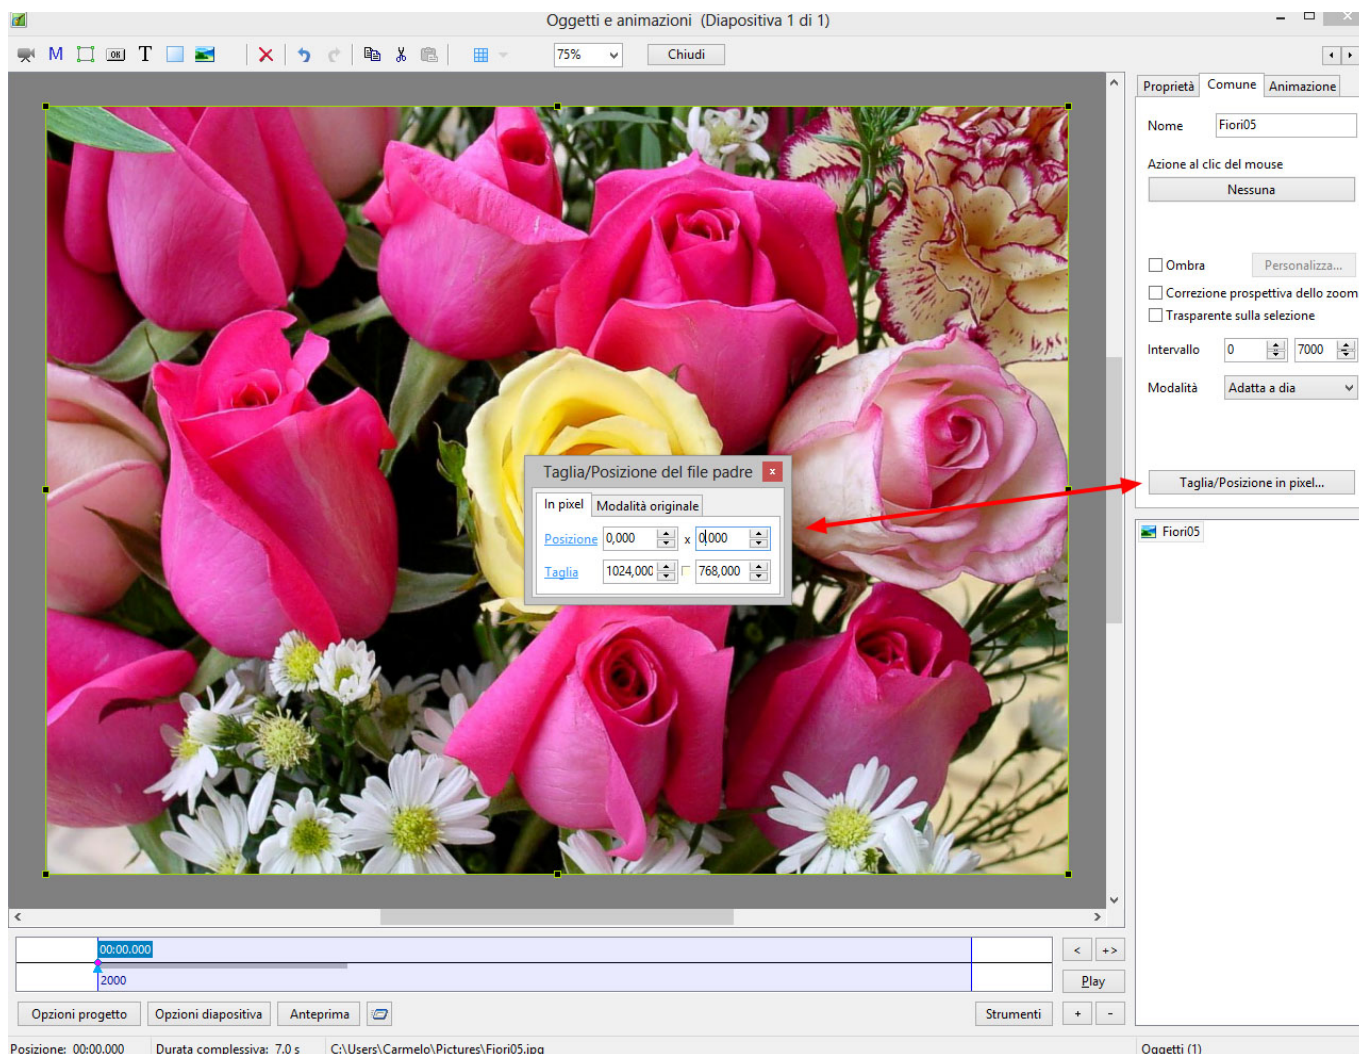 Oggetti e animazioni (Diapositiva 1 di 1)
M OK T 75% Chiudi
Proprietà Comune Animazione
Nome Fiori05
Azione al clic del mouse
Nessuna
Ombra Personalizza...
Correzione prospettiva dello zoom
Trasparente sulla selezione
Intervallo 0 7000
Modalità Adatta a dia
Taglia/Posizione in pixel...
Taglia/Posizione del file padre x
In pixel Modalità originale
Posizione 0,000 x 0,000
Taglia 1024,000 768,000
Fiori05
00:00.000
2000
< +>
Play
Opzioni progetto Opzioni diapositiva Anteprima Strumenti + -
Posizione: 00:00.000 Durata complessiva: 7.0 s C:\Users\Carmelo\Pictures\Fiori05.jpg Oggetti (1)